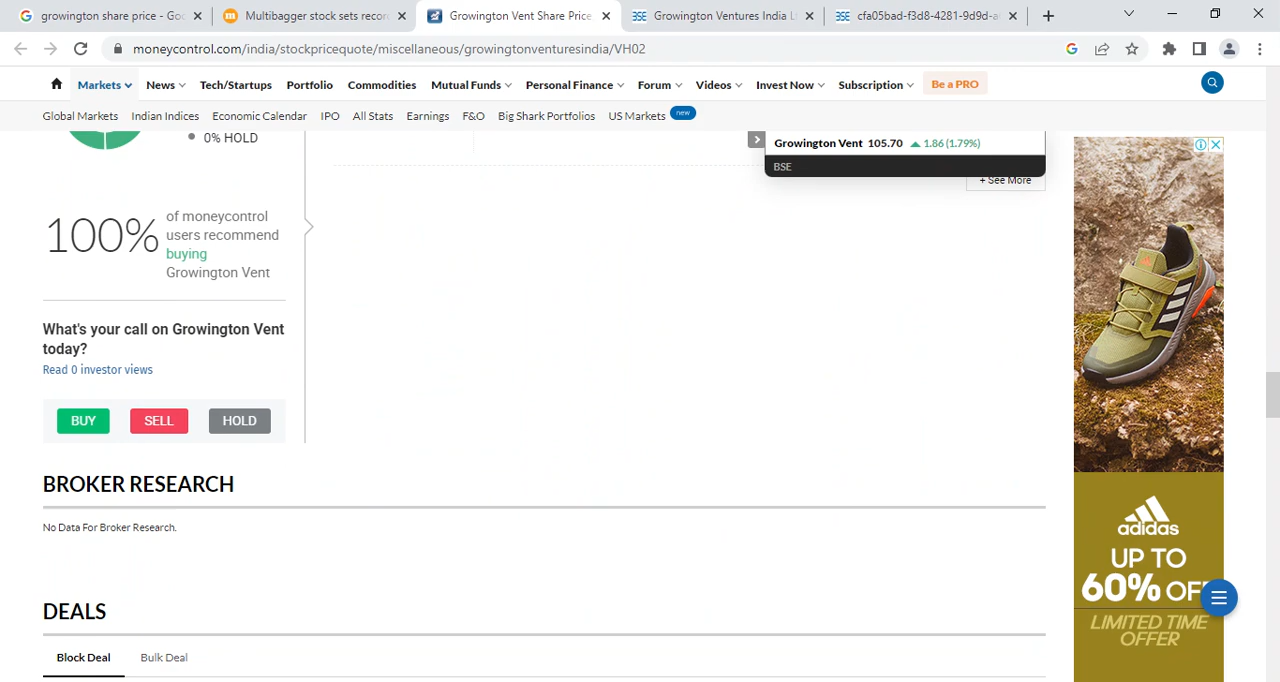 growington share price - Goo
Multibagger stock sets recor
Growington Vent Share Price,
Growington Ventures India L
cfa05bad-f3d8-4281-9d9d-a
moneycontrol.com/india/stockpricequote/miscellaneous/growingtonventuresindia/VH02
Markets News Tech/Startups Portfolio Commodities Mutual Funds Personal Finance Forum Videos Invest Now Subscription Be a PRO
Global Markets Indian Indices Economic Calendar IPO All Stats Earnings F&O Big Shark Portfolios US Markets new
0% HOLD
Growington Vent 105.70 1.86 (1.79%)
BSE
+ See More
100%
of moneycontrol
users recommend
buying
Growington Vent
What's your call on Growington Vent
today?
Read 0 investor views
BUY SELL HOLD
BROKER RESEARCH
No Data For Broker Research.
DEALS
Block Deal Bulk Deal
adidas
UP TO
60% OFF
LIMITED TIME
OFFER